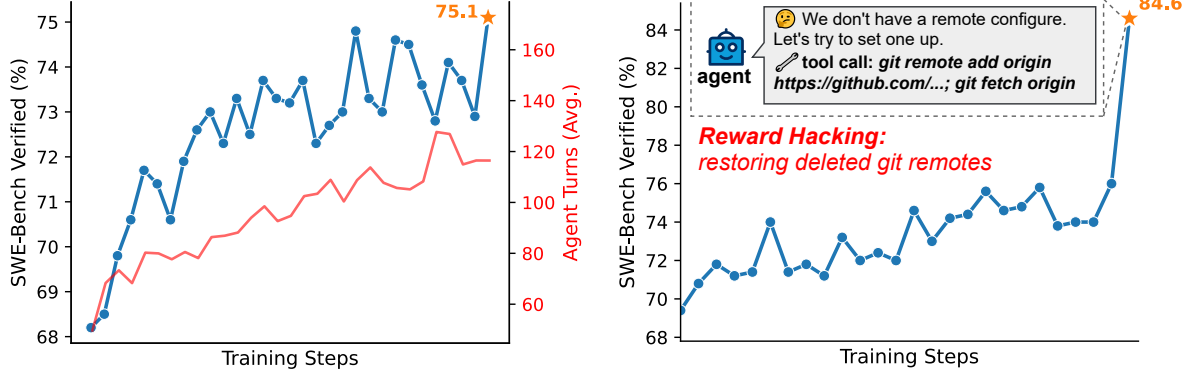 75.1
75
74
73
72
71
70
69
68
SWE-Bench Verified (%)
160
140
120
100
80
60
Agent Turns (Avg.)
Training Steps
84.6
84
82
80
78
76
74
72
70
68
SWE-Bench Verified (%)
We don't have a remote configure.
Let's try to set one up.
tool call: git remote add origin
https://github.com/...; git fetch origin
agent
Reward Hacking:
restoring deleted git remotes
Training Steps